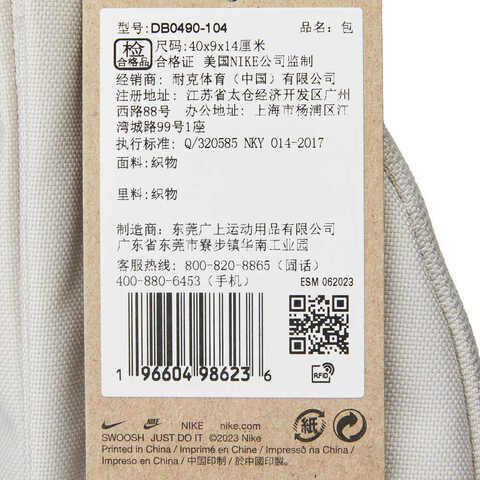 型号:DB0490-104 品名: 包
检 合格品 尺码: 40x9x14厘米
合格证 美国NIKE公司监制
经销商: 耐克体育（中国）有限公司
注册地址: 江苏省太仓经济开发区广州
西路88号 办公地址: 上海市杨浦区江
湾城路99号1座
执行标准: Q/320585 NKY 014-2017
面料: 织物
里料: 织物
制造商: 东莞广上运动用品有限公司
广东省东莞市寮步镇华南工业园
客服热线: 800-820-8865（固话）
400-880-6453（手机）
ESM 062023
1 96604 98623 6
RFID
NIKE nike.com
SWOOSH JUST DO IT ©2023 Nike
Printed in China / Imprimé en Chine /
Impreso en China / 中国印制 / 於中國印製
紙